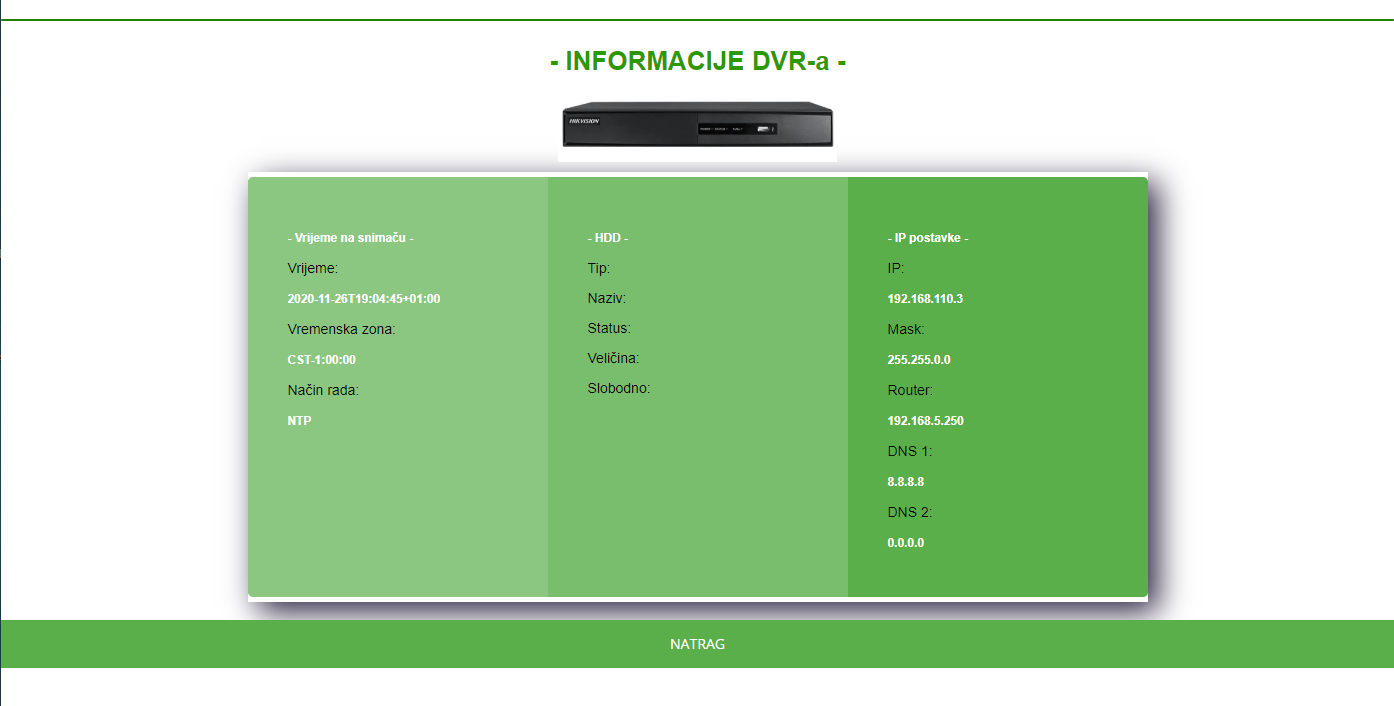 - INFORMACIJE DVR-a -
HIKVISION
- Vrijeme na snimaču -
Vrijeme:
2020-11-26T19:04:45+01:00
Vremenska zona:
CST-1:00:00
Način rada:
NTP
- HDD -
Tip:
Naziv:
Status:
Veličina:
Slobodno:
- IP postavke -
IP:
192.168.110.3
Mask:
255.255.0.0
Router:
192.168.5.250
DNS 1:
8.8.8.8
DNS 2:
0.0.0.0
NATRAG